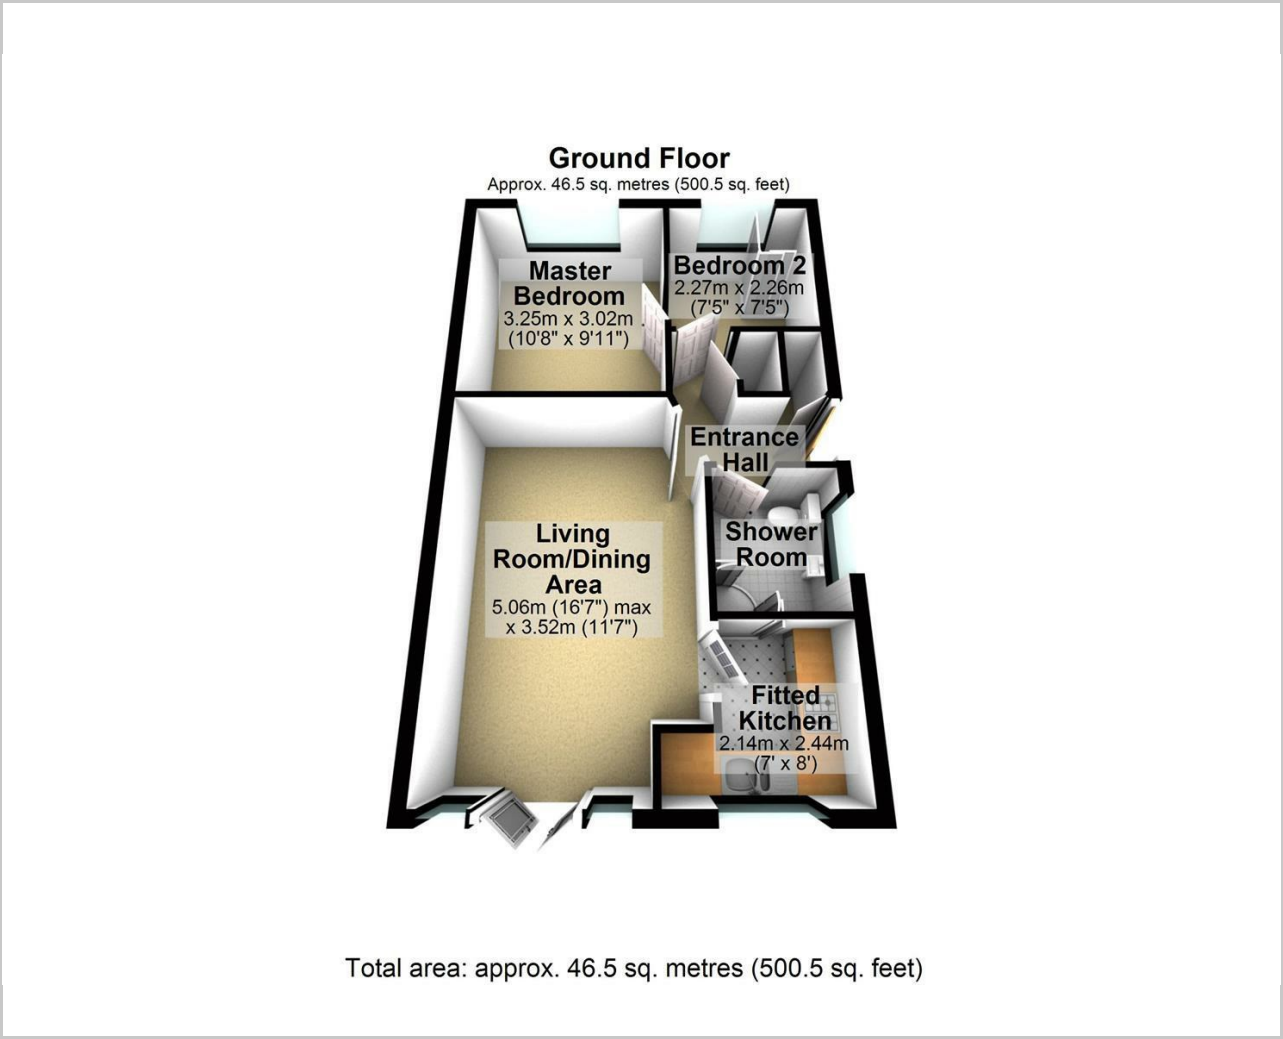 Ground Floor
Approx. 46.5 sq. metres (500.5 sq. feet)
Master
Bedroom
3.25m x 3.02m
(10'8" x 9'11")
Bedroom 2
2.27m x 2.26m
(7'5" x 7'5")
Entrance
Hall
Living
Room/Dining
Area
5.06m (16'7") max
x 3.52m (11'7")
Shower
Room
Fitted
Kitchen
2.14m x 2.44m
(7' x 8')
Total area: approx. 46.5 sq. metres (500.5 sq. feet)